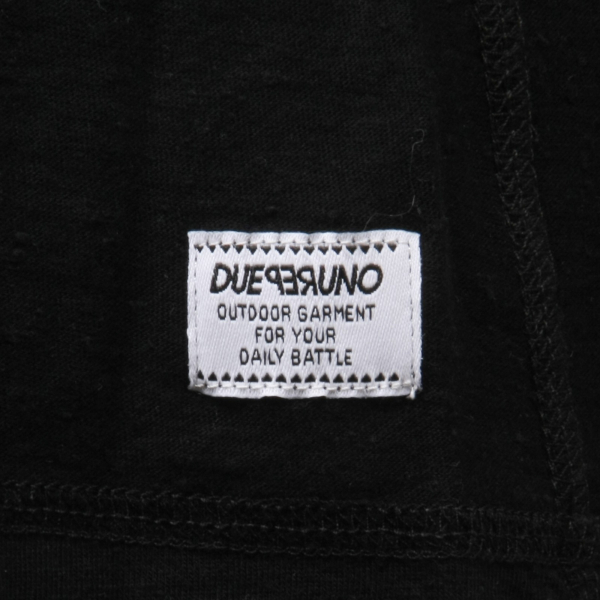 DUEPERUNO
OUTDOOR GARMENT
FOR YOUR
DAILY BATTLE